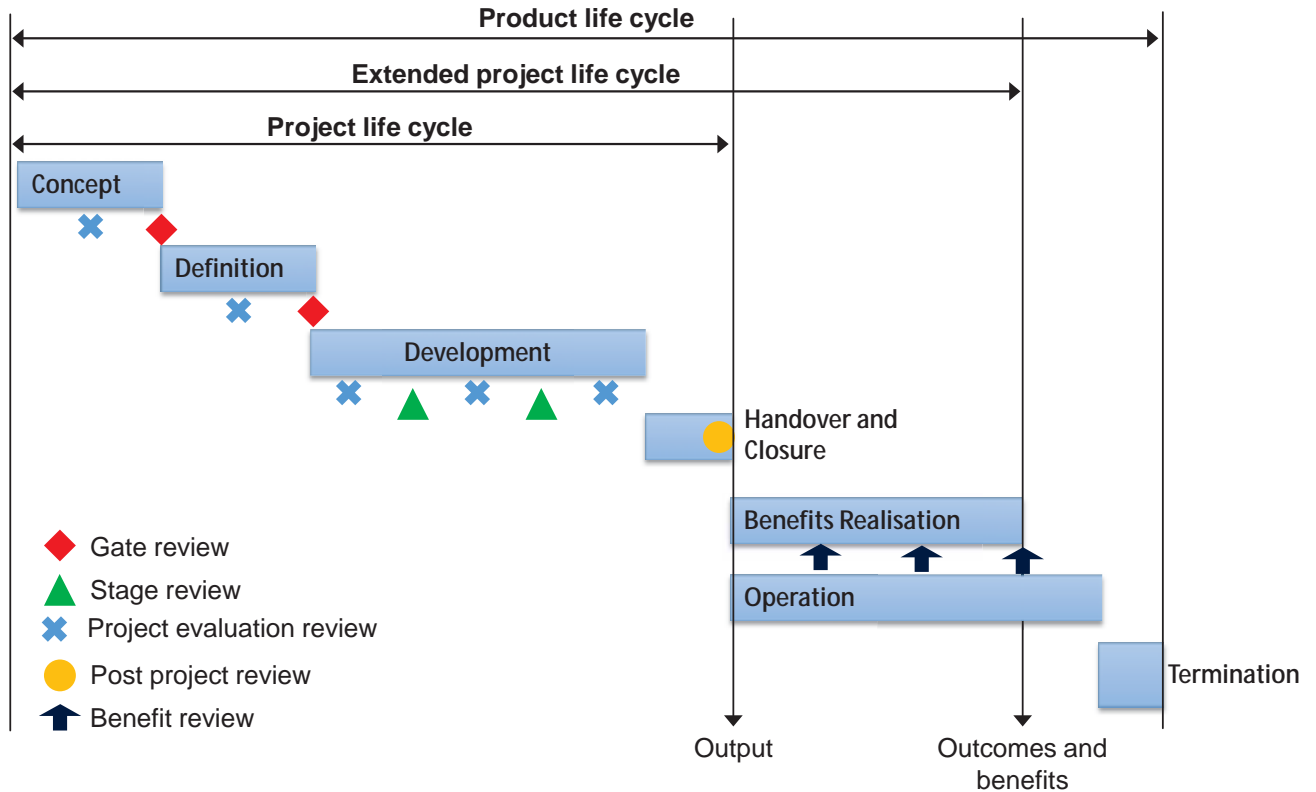 Product life cycle
Extended project life cycle
Project life cycle
Concept
Definition
Development
Handover and
Closure
Benefits Realisation
Operation
Termination
Gate review
Stage review
Project evaluation review
Post project review
Benefit review
Output
Outcomes and
benefits